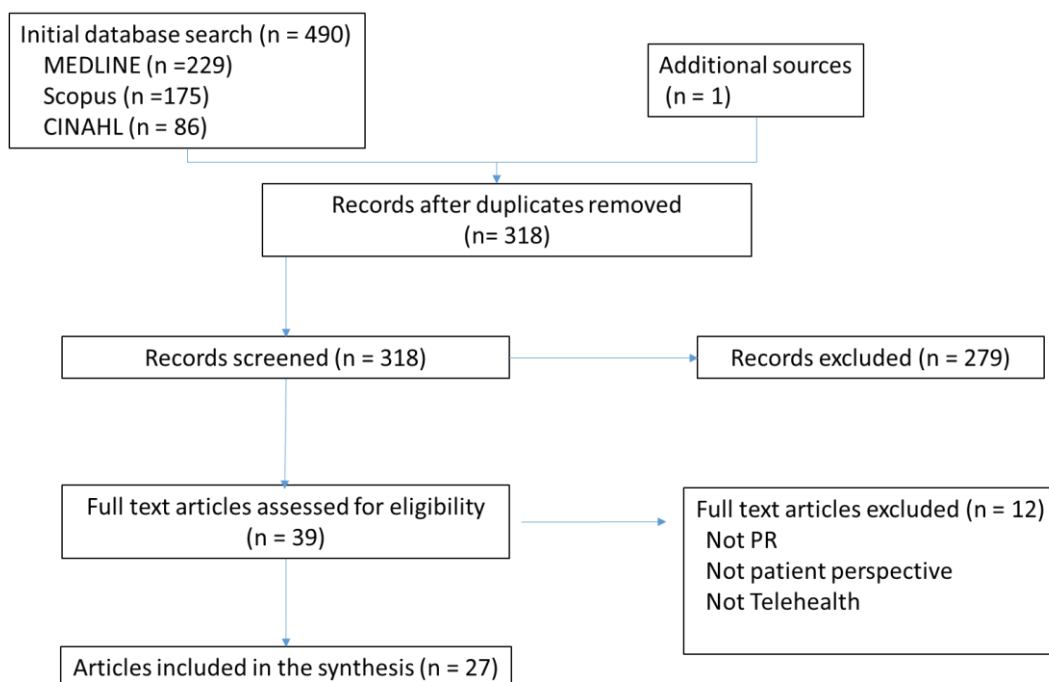 Initial database search (n = 490)
MEDLINE (n =229)
Scopus (n =175)
CINAHL (n = 86)
Additional sources
(n = 1)
Records after duplicates removed
(n= 318)
Records screened (n = 318)
Records excluded (n = 279)
Full text articles assessed for eligibility
(n = 39)
Full text articles excluded (n = 12)
Not PR
Not patient perspective
Not Telehealth
Articles included in the synthesis (n = 27)